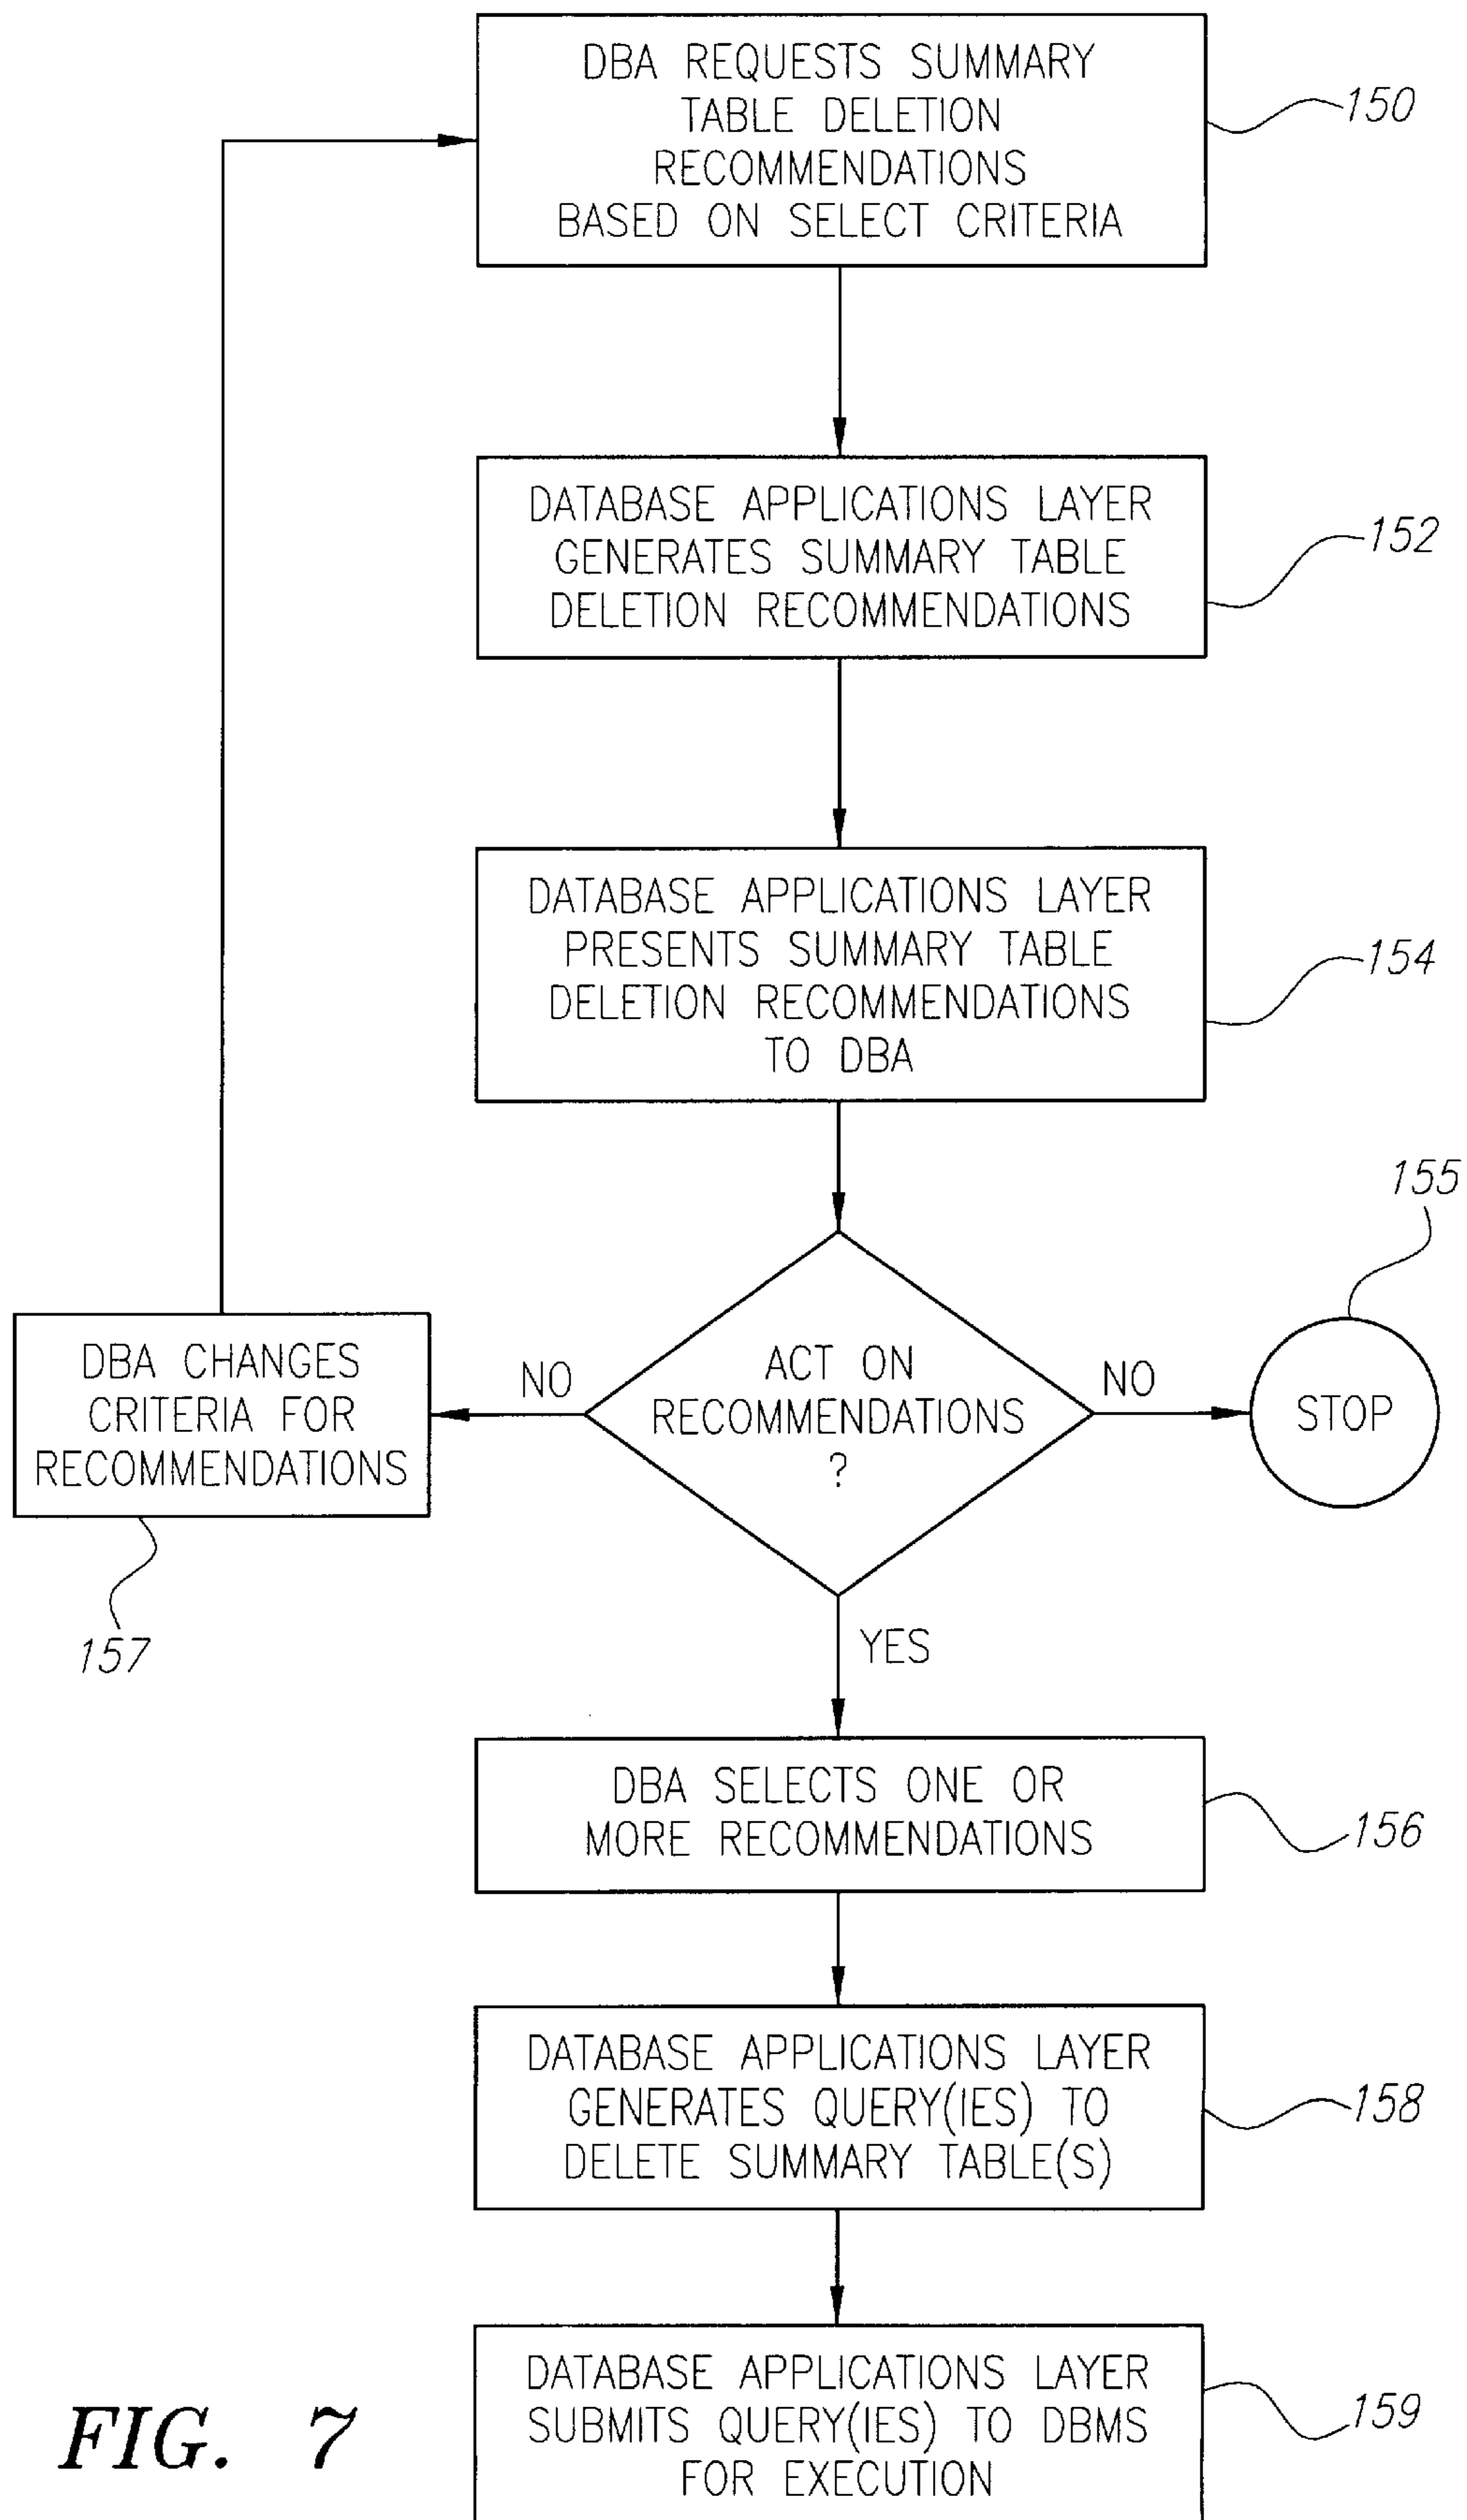 DBA REQUESTS SUMMARY
TABLE DELETION
RECOMMENDATIONS
BASED ON SELECT CRITERIA
150
DATABASE APPLICATIONS LAYER
GENERATES SUMMARY TABLE
DELETION RECOMMENDATIONS
152
DATABASE APPLICATIONS LAYER
PRESENTS SUMMARY TABLE
DELETION RECOMMENDATIONS
TO DBA
154
155
DBA CHANGES
CRITERIA FOR
RECOMMENDATIONS
157
NO
ACT ON
RECOMMENDATIONS
?
NO
STOP
YES
DBA SELECTS ONE OR
MORE RECOMMENDATIONS
156
DATABASE APPLICATIONS LAYER
GENERATES QUERY(IES) TO
DELETE SUMMARY TABLE(S)
158
DATABASE APPLICATIONS LAYER
SUBMITS QUERY(IES) TO DBMS
FOR EXECUTION
159
FIG. 7